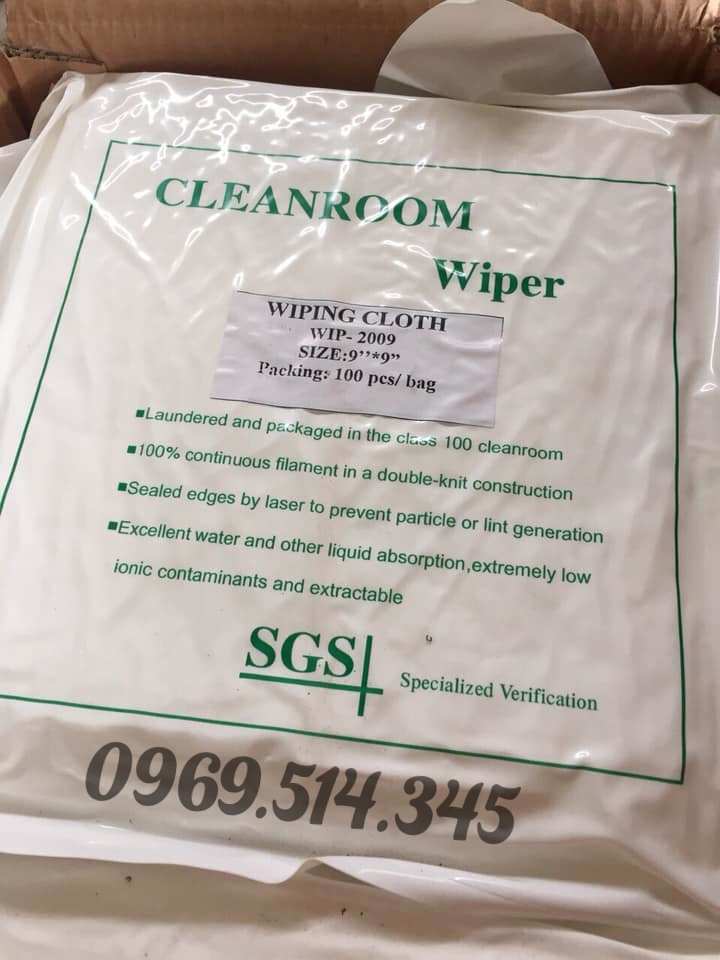 CLEANROOM
Wiper
WIPING CLOTH
WIP- 2009
SIZE:9’’*9”
Packing: 100 pcs/ bag
■Laundered and packaged in the class 100 cleanroom
■100% continuous filament in a double-knit construction
■Sealed edges by laser to prevent particle or lint generation
■Excellent water and other liquid absorption,extremely low
ionic contaminants and extractable
SGS
Specialized Verification
0969.514.345